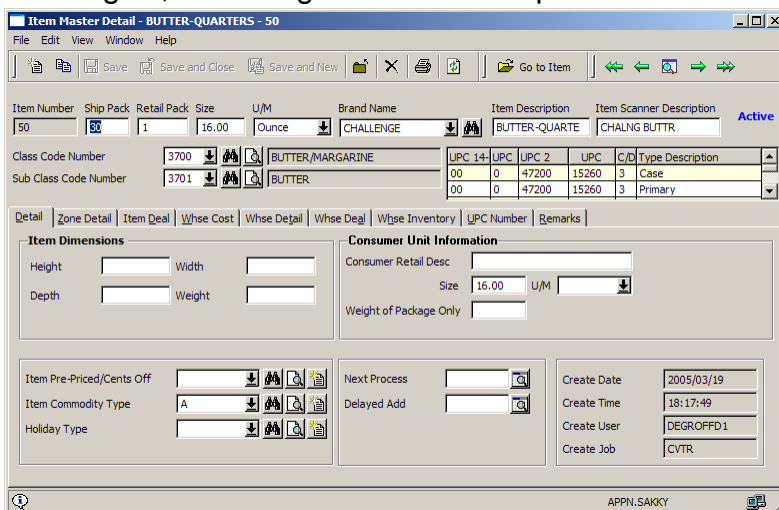 Item Master Detail - BUTTER-QUARTERS - 50
File Edit View Window Help
Save Save and Close Save and New Go to Item
Item Number Ship Pack Retail Pack Size U/M Brand Name Item Description Item Scanner Description Active
50 30 1 16.00 Ounce CHALLENGE BUTTER-QUARTE CHALNG BUTTR
Class Code Number 3700 BUTTER/MARGARINE UPC 14- UPC UPC 2 UPC C/D Type Description
00 0 47200 15260 3 Case
Sub Class Code Number 3701 BUTTER 00 0 47200 15260 3 Primary
Detail Zone Detail Item Deal Whse Cost Whse Detail Whse Deal Whse Inventory UPC Number Remarks
Item Dimensions Consumer Unit Information
Height Width Consumer Retail Desc
Size 16.00 U/M
Depth Weight
Weight of Package Only
Item Pre-Priced/Cents Off Next Process Create Date 2005/03/19
Item Commodity Type A Delayed Add Create Time 18:17:49
Holiday Type Create User DEGROFFD1
Create Job CVTR
APPN.SAKKY